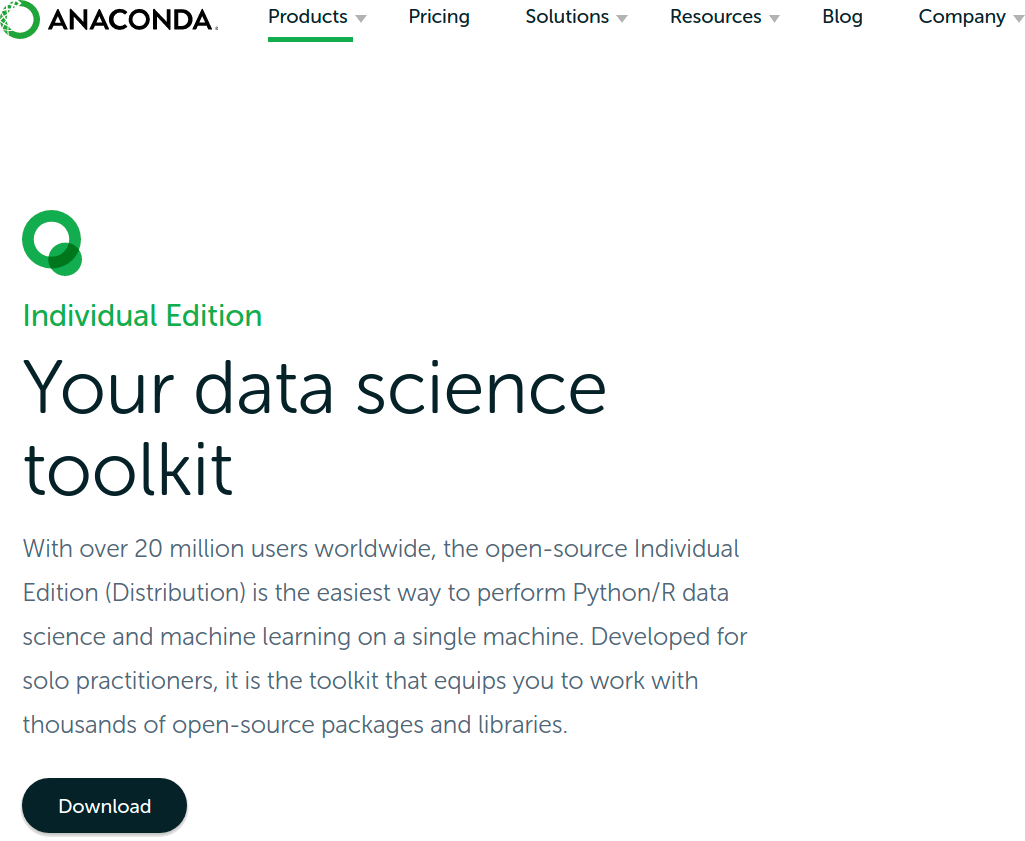 ANACONDA.
Products Pricing Solutions Resources Blog Company
Individual Edition
Your data science
toolkit
With over 20 million users worldwide, the open-source Individual
Edition (Distribution) is the easiest way to perform Python/R data
science and machine learning on a single machine. Developed for
solo practitioners, it is the toolkit that equips you to work with
thousands of open-source packages and libraries.
Download